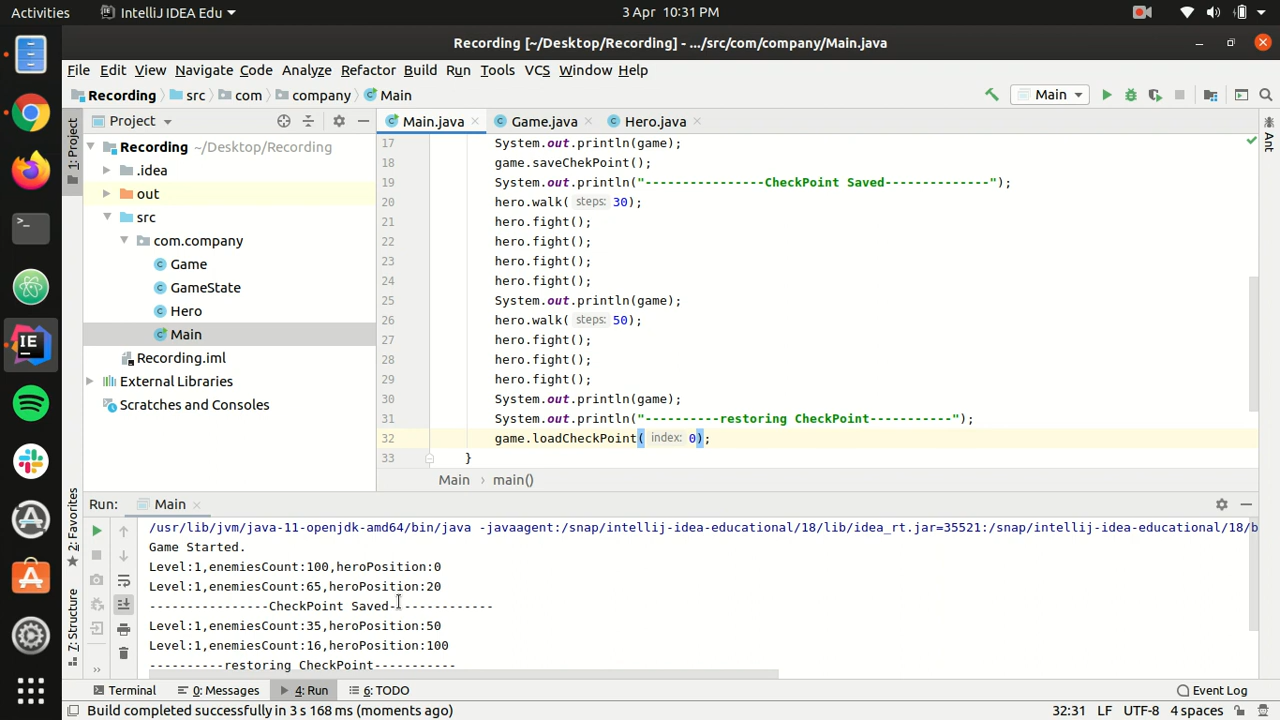 Activities IntelliJ IDEA Edu 3 Apr 10:31 PM
Recording [~/Desktop/Recording] - .../src/com/company/Main.java
File Edit View Navigate Code Analyze Refactor Build Run Tools VCS Window Help
Recording src com company Main Main
1: Project
Project
Main.java Game.java Hero.java
Ant
Recording ~/Desktop/Recording
.idea
out
src
com.company
Game
GameState
Hero
Main
Recording.iml
External Libraries
Scratches and Consoles
17 System.out.println(game);
18 game.saveChekPoint();
19 System.out.println("----------------CheckPoint Saved--------------");
20 hero.walk( steps: 30);
21 hero.fight();
22 hero.fight();
23 hero.fight();
24 hero.fight();
25 System.out.println(game);
26 hero.walk( steps: 50);
27 hero.fight();
28 hero.fight();
29 hero.fight();
30 System.out.println(game);
31 System.out.println("----------restoring CheckPoint-----------");
32 game.loadCheckPoint( index: 0);
33 }
Main main()
2: Favorites
7: Structure
Run: Main
/usr/lib/jvm/java-11-openjdk-amd64/bin/java -javaagent:/snap/intellij-idea-educational/18/lib/idea_rt.jar=35521:/snap/intellij-idea-educational/18/b
Game Started.
Level:1,enemiesCount:100,heroPosition:0
Level:1,enemiesCount:65,heroPosition:20
----------------CheckPoint Saved--------------
Level:1,enemiesCount:35,heroPosition:50
Level:1,enemiesCount:16,heroPosition:100
----------restoring CheckPoint-----------
Terminal 0: Messages 4: Run 6: TODO Event Log
Build completed successfully in 3 s 168 ms (moments ago) 32:31 LF UTF-8 4 spaces